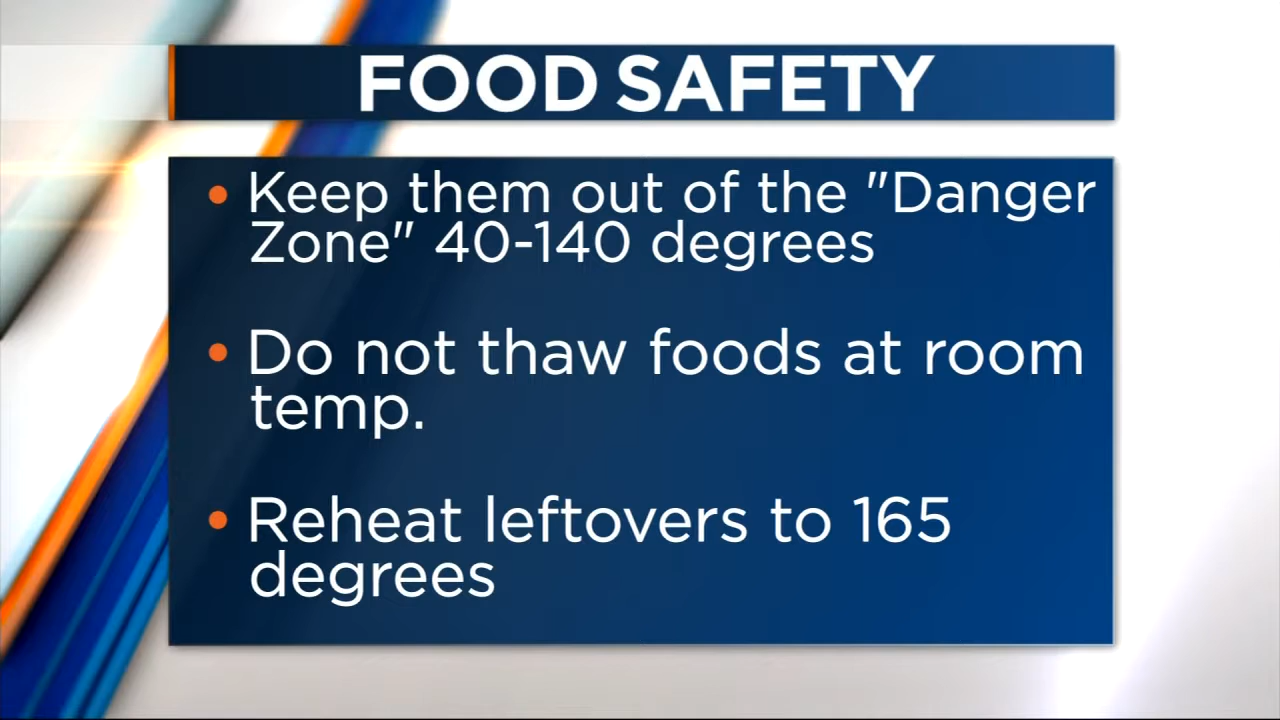 FOOD SAFETY
• Keep them out of the "Danger
Zone" 40-140 degrees
• Do not thaw foods at room
temp.
• Reheat leftovers to 165
degrees